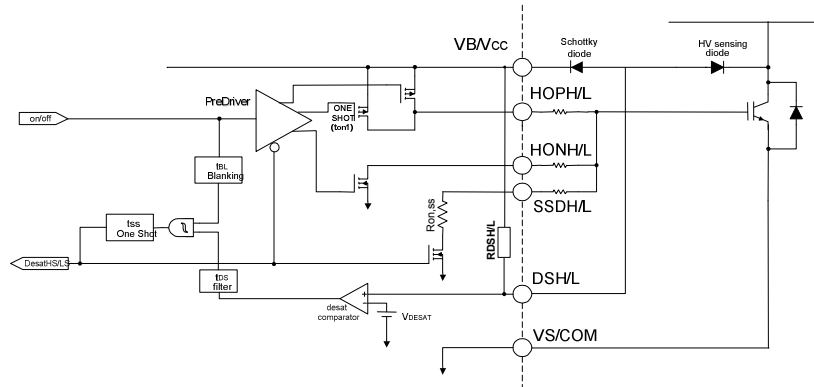 VB/VCC
Schottky
diode
HV sensing
diode
HOPH/L
PreDriver
ONE
SHOT
(ton1)
on/off
HONH/L
tBL
Blanking
SSDH/L
Ron,ss
tss
One Shot
RDSH/L
DesatHS/LS
tDS
filter
DSH/L
desat
comparator
VDESAT
VS/COM